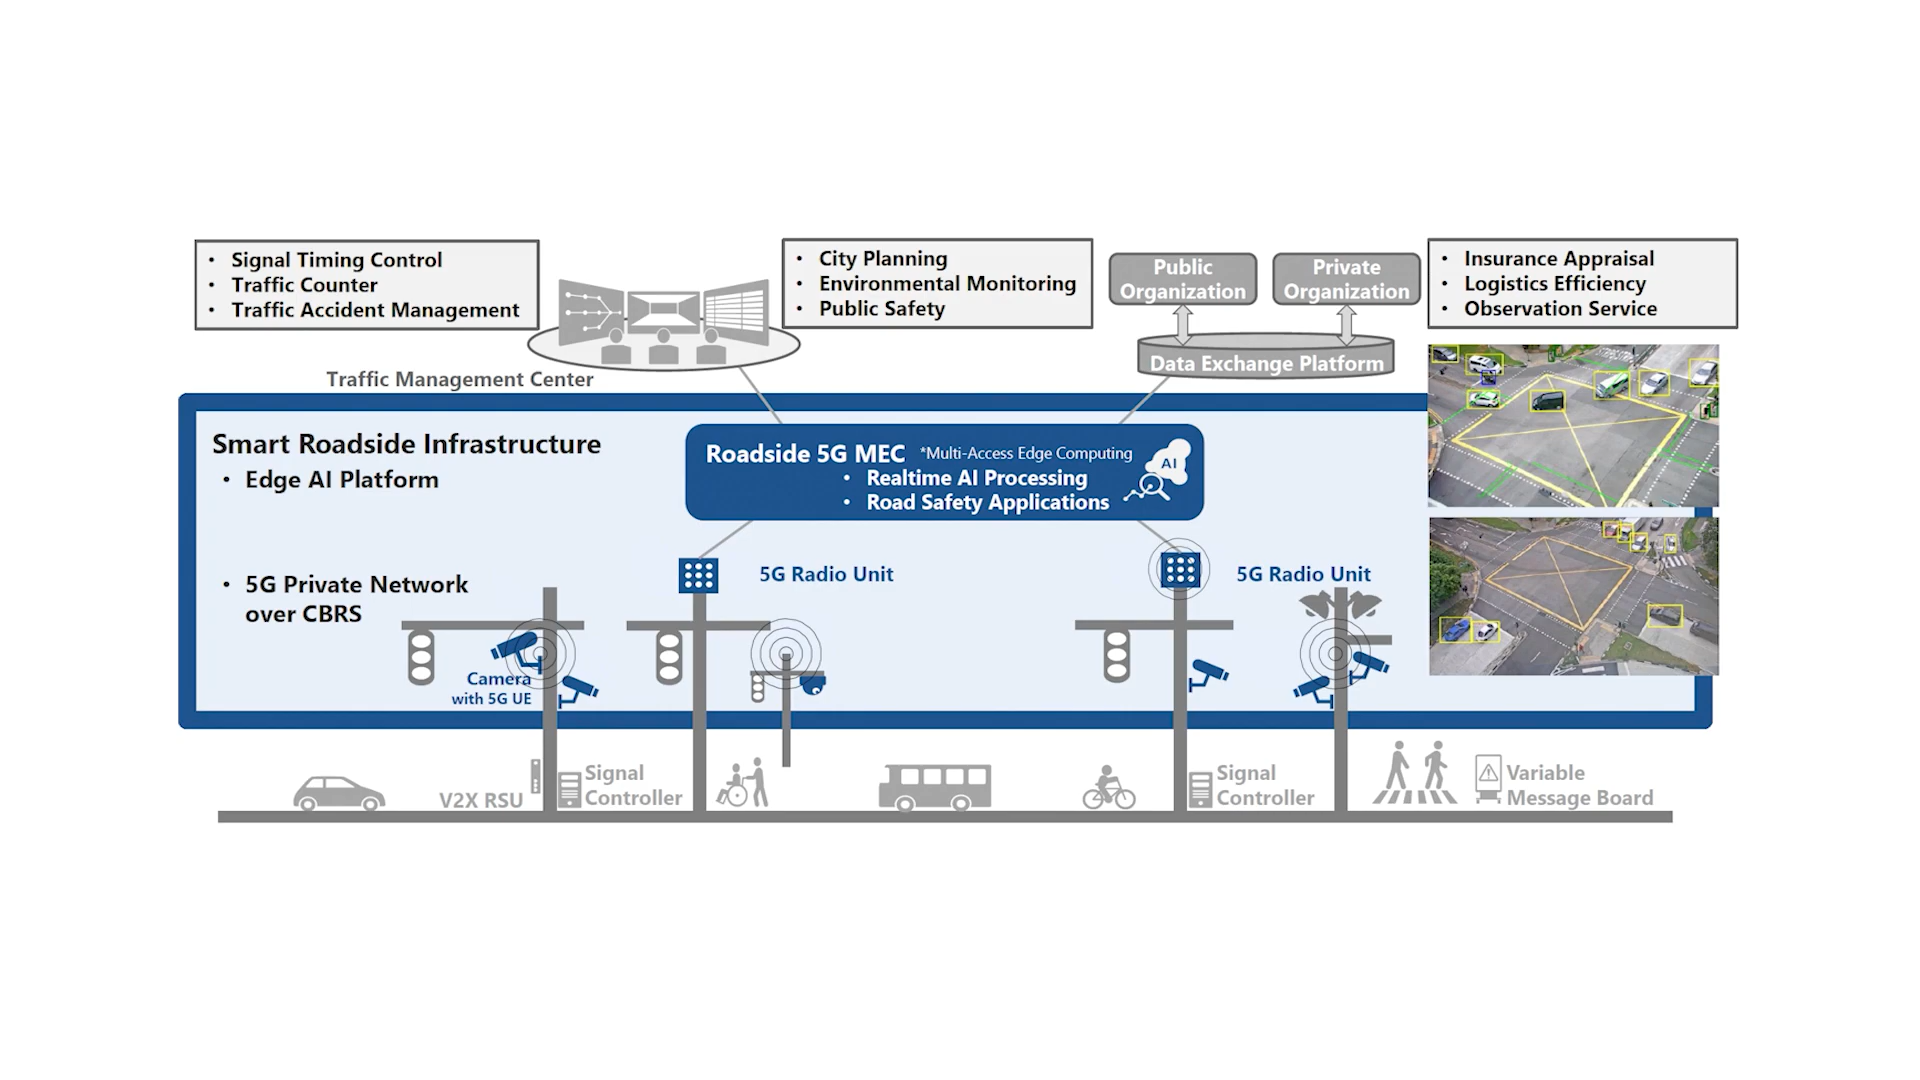 • Signal Timing Control
• Traffic Counter
• Traffic Accident Management
• City Planning
• Environmental Monitoring
• Public Safety
Public
Organization
Private
Organization
• Insurance Appraisal
• Logistics Efficiency
• Observation Service
Data Exchange Platform
Traffic Management Center
Smart Roadside Infrastructure
• Edge AI Platform
• 5G Private Network
over CBRS
Roadside 5G MEC *Multi-Access Edge Computing
• Realtime AI Processing
• Road Safety Applications
AI
5G Radio Unit
5G Radio Unit
Camera
with 5G UE
V2X RSU
Signal
Controller
Signal
Controller
Variable
Message Board